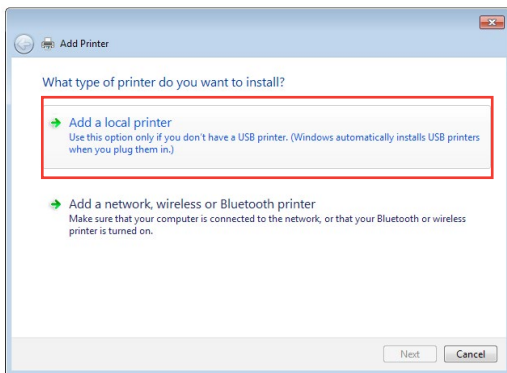 Add Printer
What type of printer do you want to install?
Add a local printer
Use this option only if you don't have a USB printer. (Windows automatically installs USB printers
when you plug them in.)
Add a network, wireless or Bluetooth printer
Make sure that your computer is connected to the network, or that your Bluetooth or wireless
printer is turned on.
Next Cancel